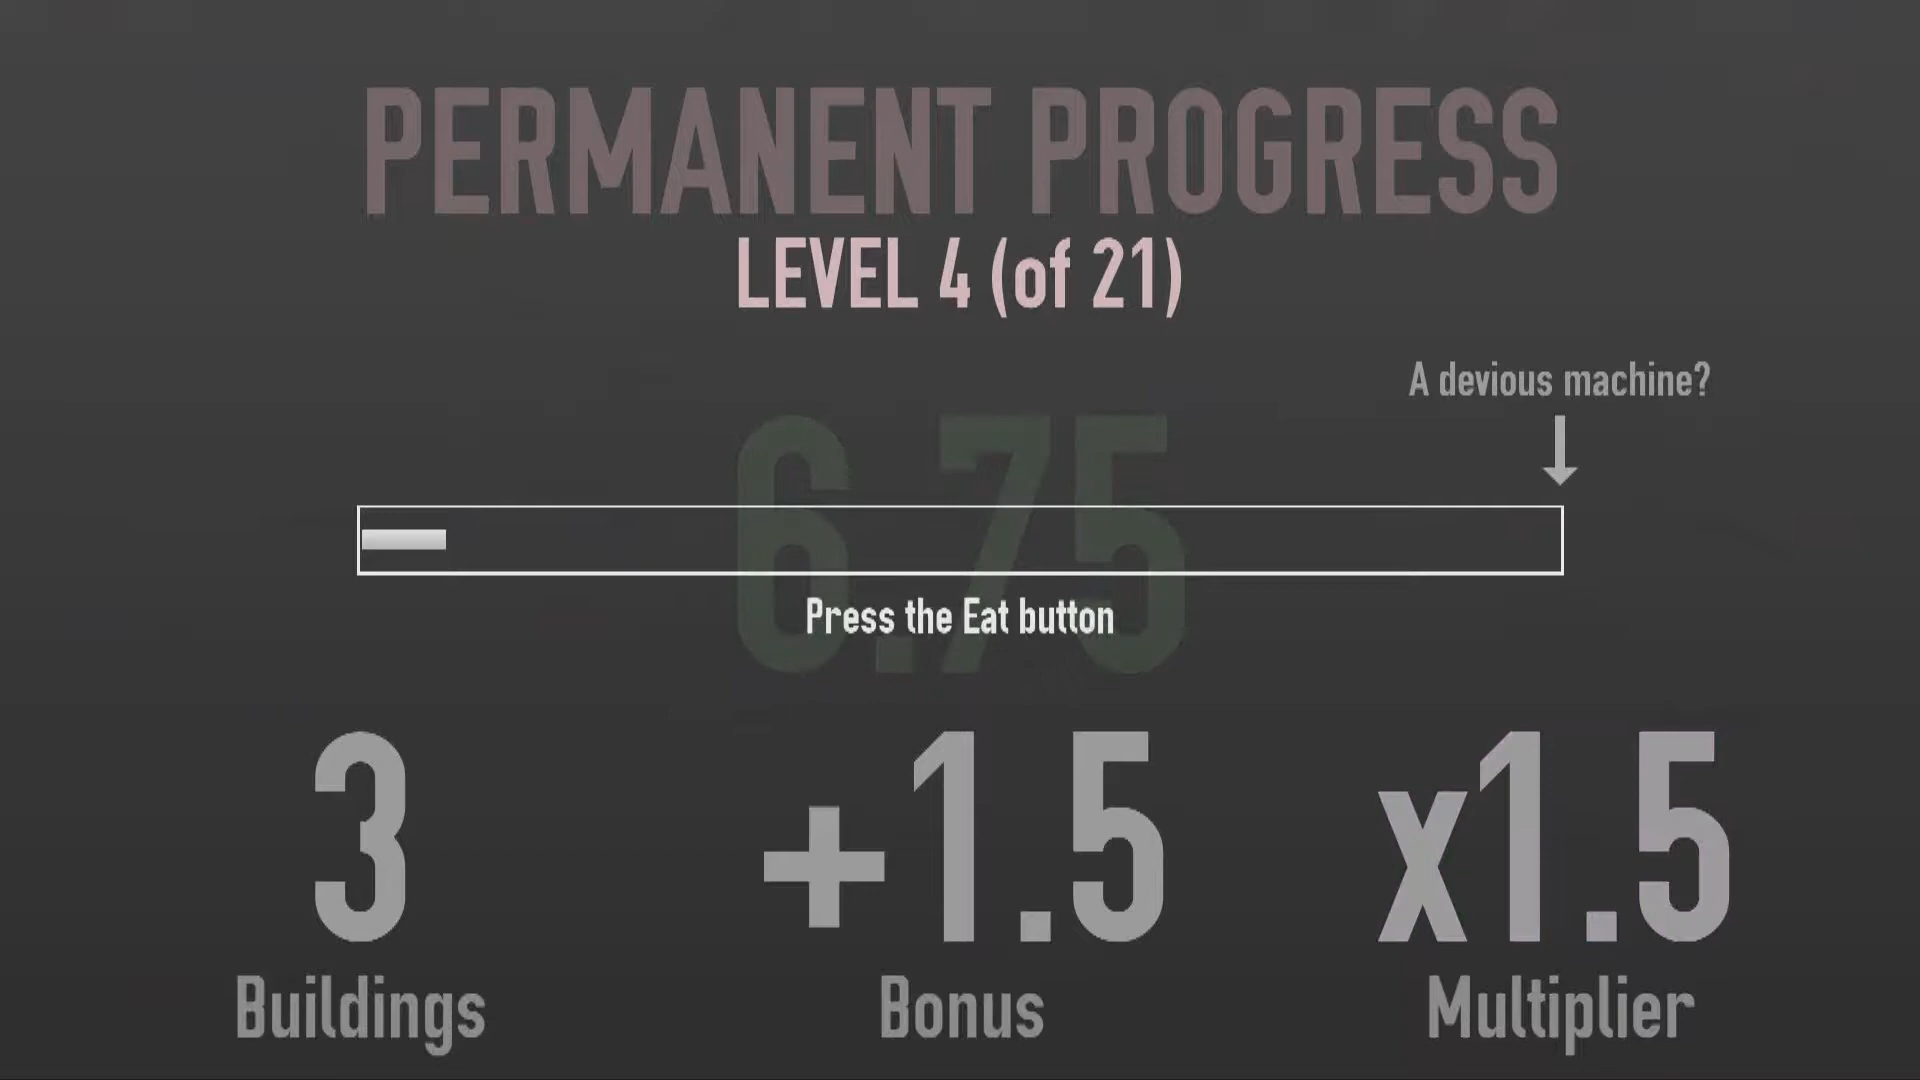 PERMANENT PROGRESS
LEVEL 4 (of 21)
A devious machine?
6.75
Press the Eat button
3
+1.5
x1.5
Buildings
Bonus
Multiplier